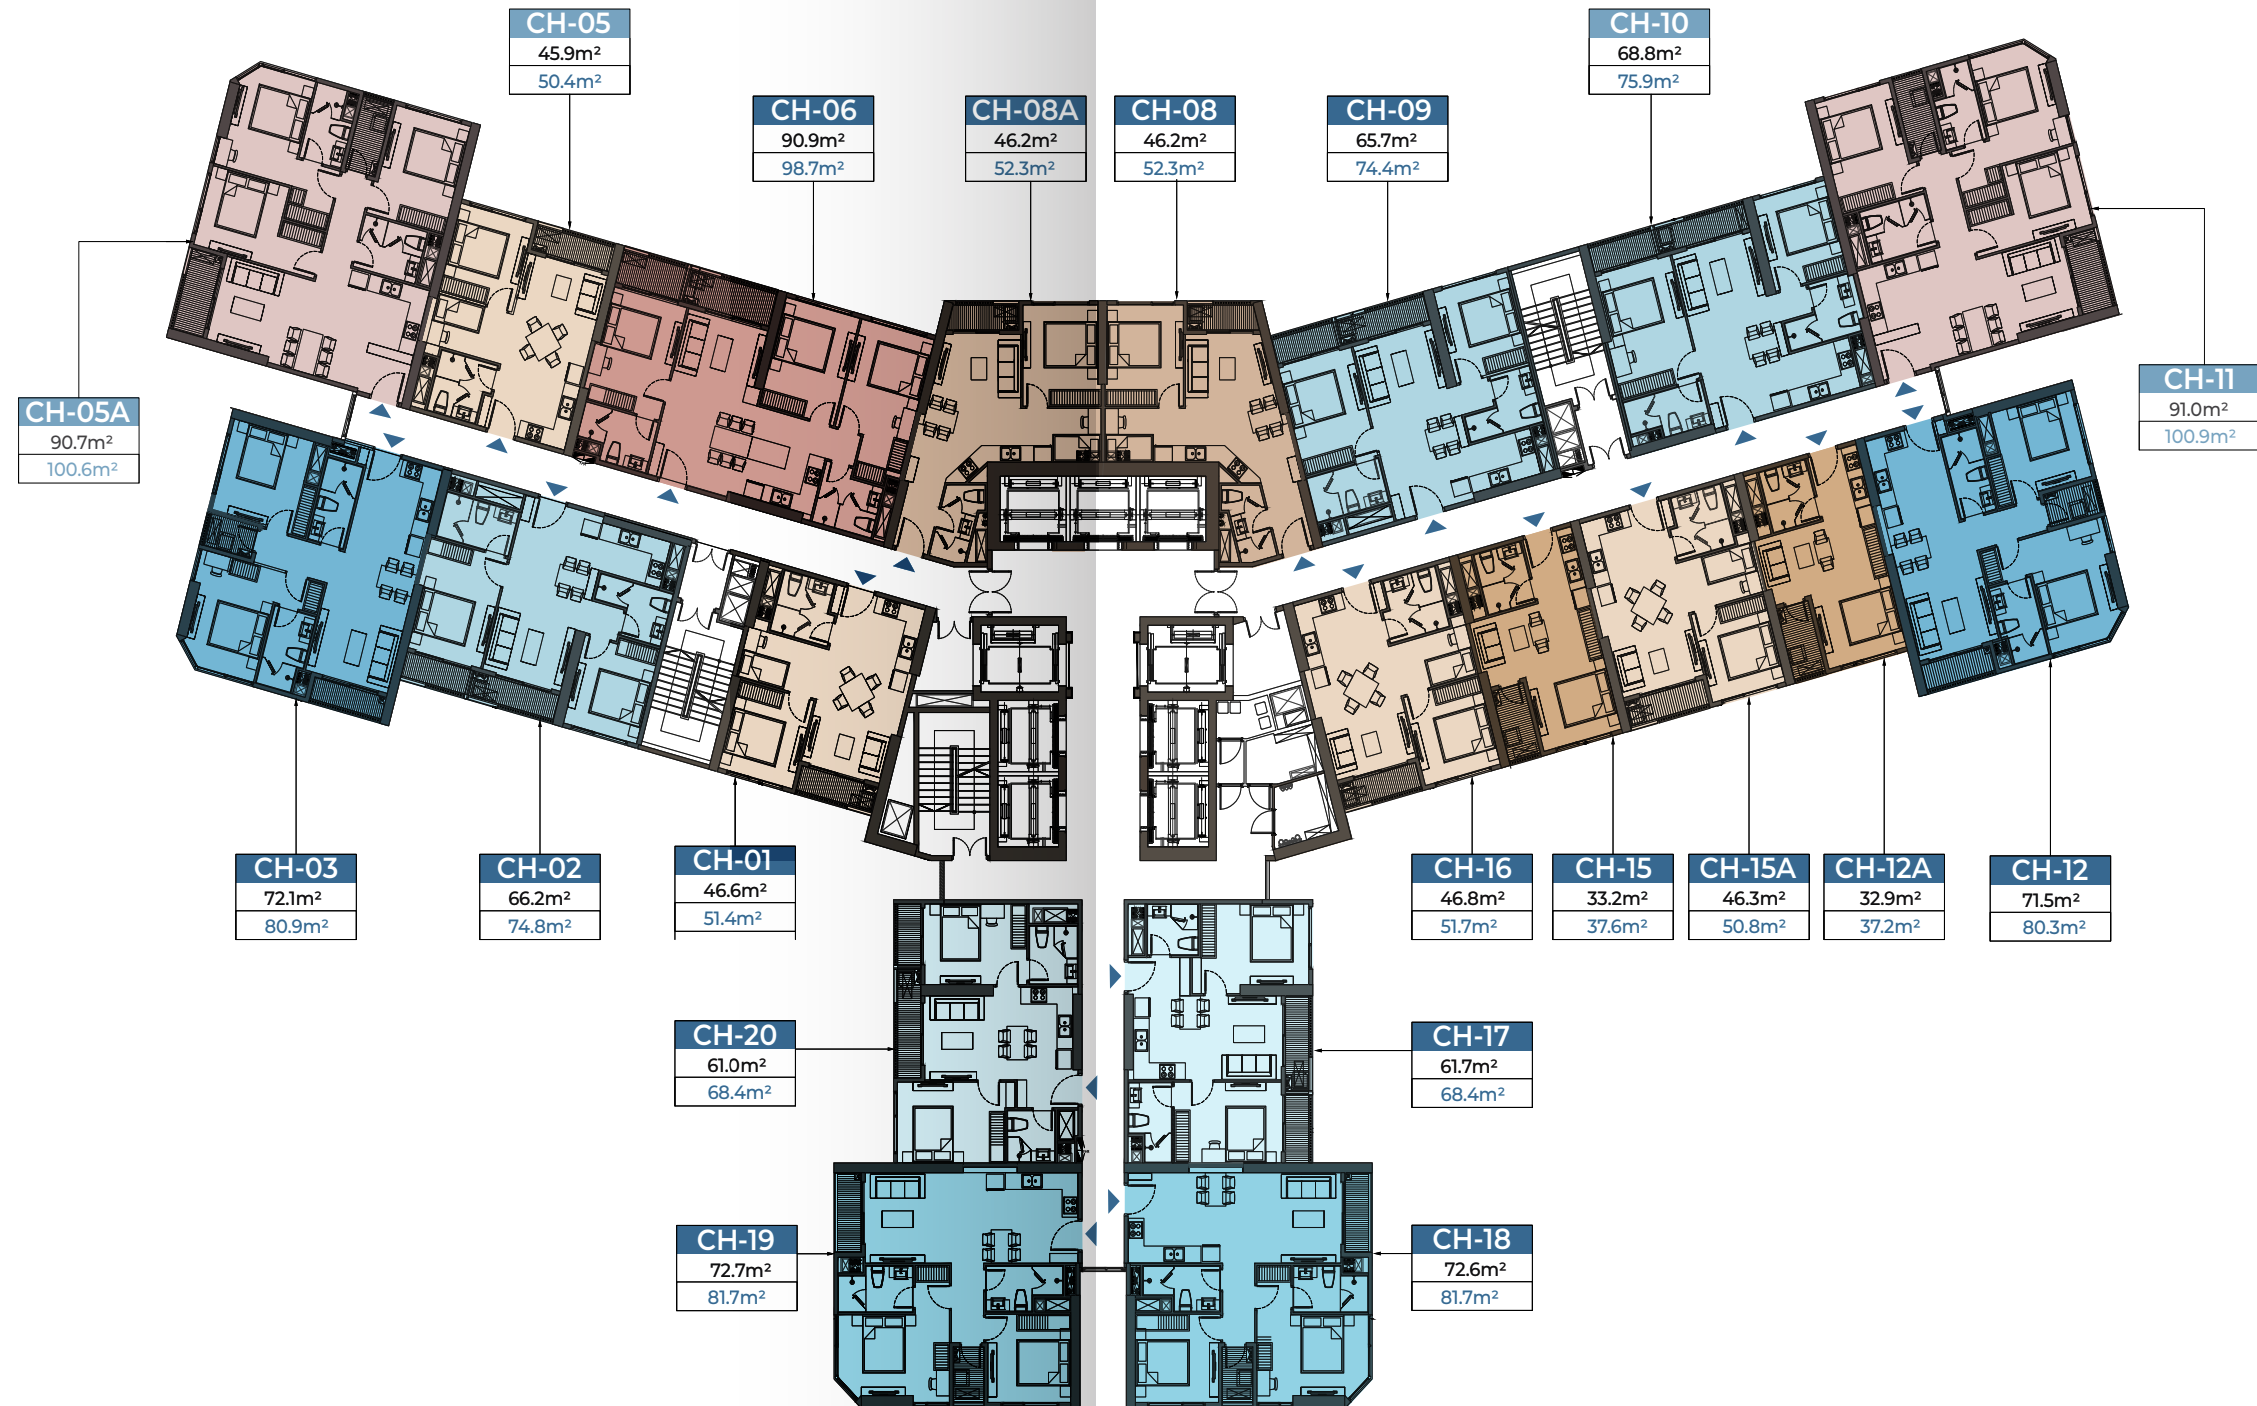 CH-05
45.9m²
50.4m²
CH-10
68.8m²
75.9m²
CH-06
90.9m²
98.7m²
CH-08A
46.2m²
52.3m²
CH-08
46.2m²
52.3m²
CH-09
65.7m²
74.4m²
CH-05A
90.7m²
100.6m²
CH-11
91.0m²
100.9m²
CH-03
72.1m²
80.9m²
CH-02
66.2m²
74.8m²
CH-01
46.6m²
51.4m²
CH-16
46.8m²
51.7m²
CH-15
33.2m²
37.6m²
CH-15A
46.3m²
50.8m²
CH-12A
32.9m²
37.2m²
CH-12
71.5m²
80.3m²
CH-20
61.0m²
68.4m²
CH-17
61.7m²
68.4m²
CH-19
72.7m²
81.7m²
CH-18
72.6m²
81.7m²